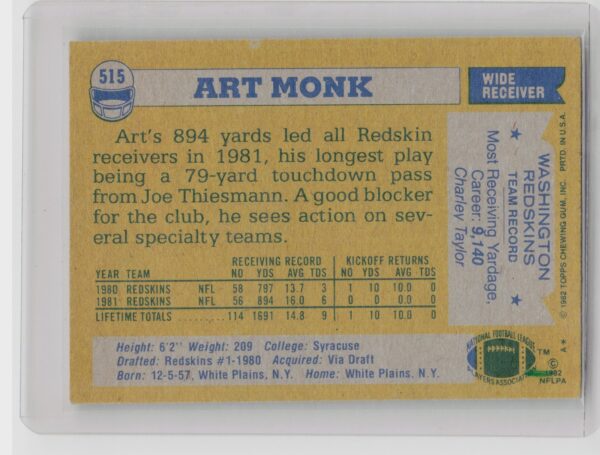 515
ART MONK
WIDE
RECEIVER
Art's 894 yards led all Redskin
receivers in 1981, his longest play
being a 79-yard touchdown pass
from Joe Thiesmann. A good blocker
for the club, he sees action on sev-
eral specialty teams.
RECEIVING RECORD KICKOFF RETURNS
YEAR TEAM NO YDS AVG TDS NO YDS AVG TDS
1980 REDSKINS NFL- 58 797 13.7 3 1 10 10.0 0
1981 REDSKINS NFL- 56 894 16.0 6 0 0 0.0 0
LIFETIME TOTALS 114 1691 14.8 9 1 10 10.0 0
Height: 6'2" Weight: 209 College: Syracuse
Drafted: Redskins #1-1980 Acquired: Via Draft
Born: 12-5-57, White Plains, N.Y. Home: White Plains, N.Y.
WASHINGTON
REDSKINS
TEAM RECORD
Most Receiving Yardage,
Career: 9,140
Charley Taylor
© 1982 TOPPS CHEWING GUM, INC. PRTD. IN U.S.A.
A*
NATIONAL FOOTBALL LEAGUE
PLAYERS ASSOCIATION
TM
©
1982
NFLPA